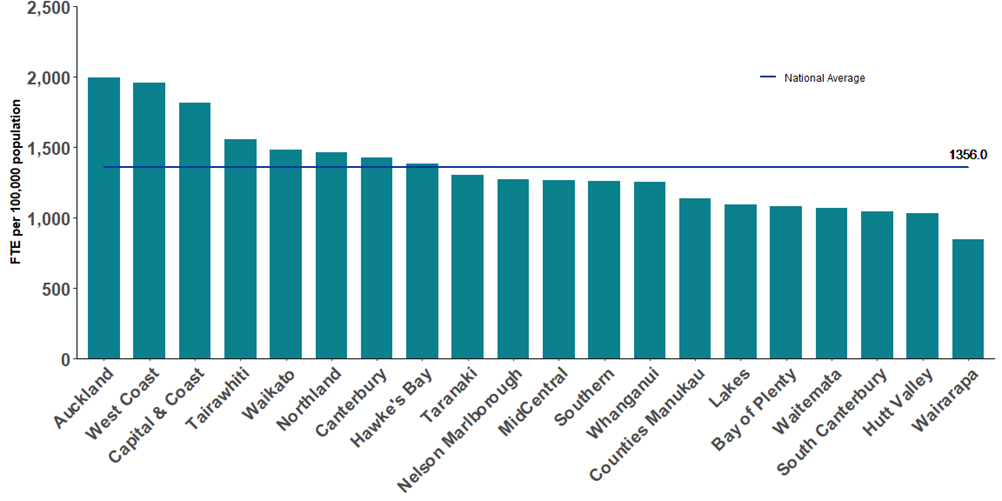 2,500
2,000
1,500
1,000
500
0
FTE per 100,000 population
National Average
1356.0
Auckland
West Coast
Capital & Coast
Tairawhiti
Waikato
Northland
Canterbury
Hawke's Bay
Taranaki
Nelson Marlborough
MidCentral
Southern
Whanganui
Counties Manukau
Lakes
Bay of Plenty
Waitemata
South Canterbury
Hutt Valley
Wairarapa